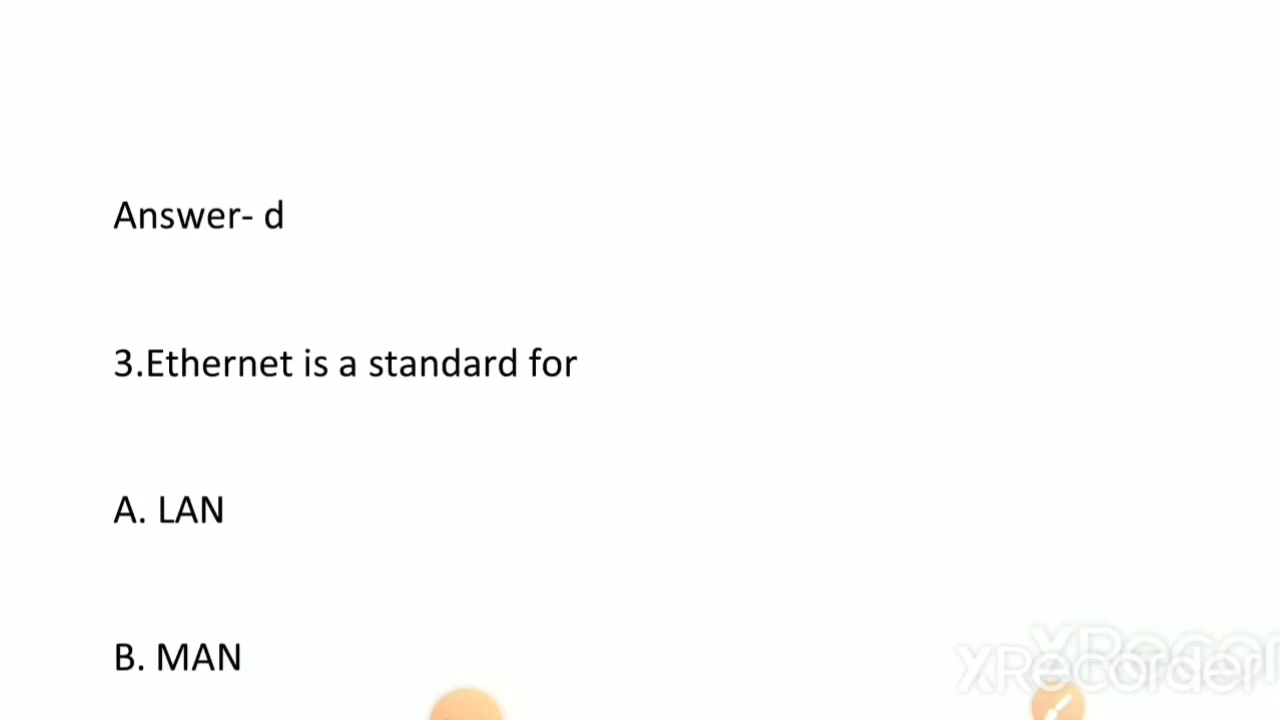 Answer- d
3.Ethernet is a standard for
A. LAN
B. MAN
XRecorder